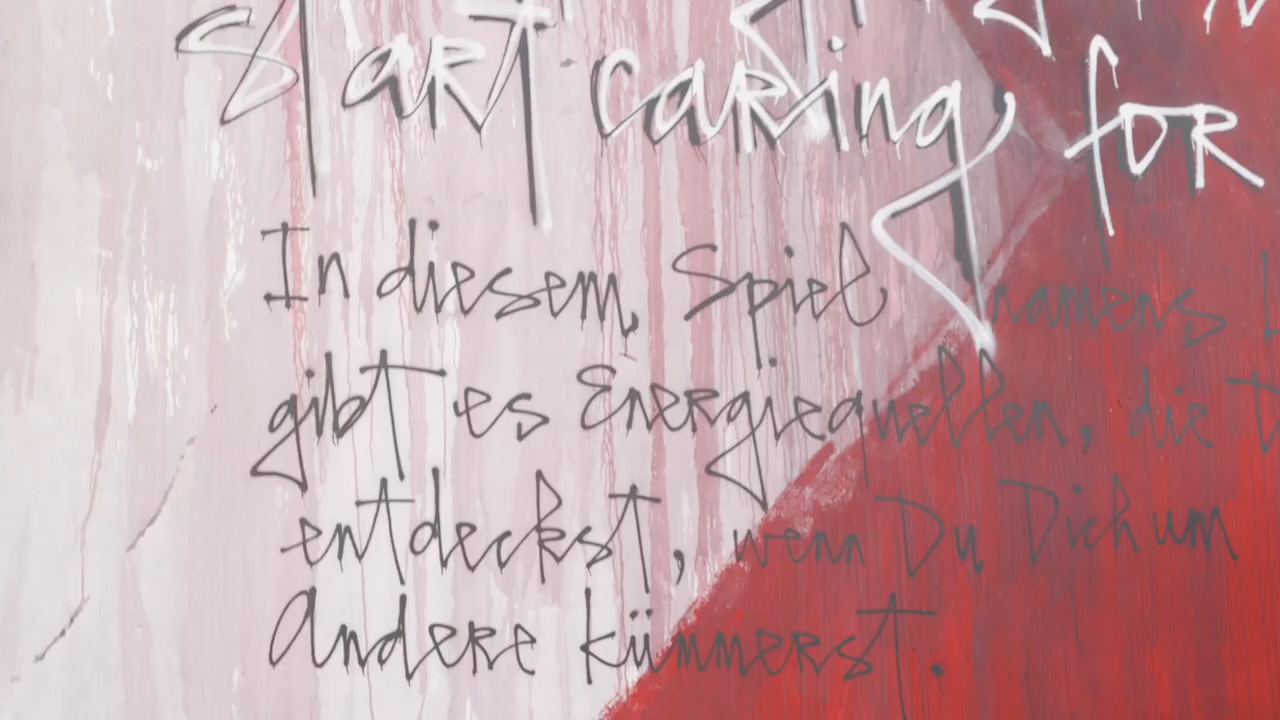 start caring for
In diesem Spiel namens
gibt es Energiequellen, die
entdeckst, wenn Du Dich um
Andere kümmerst.